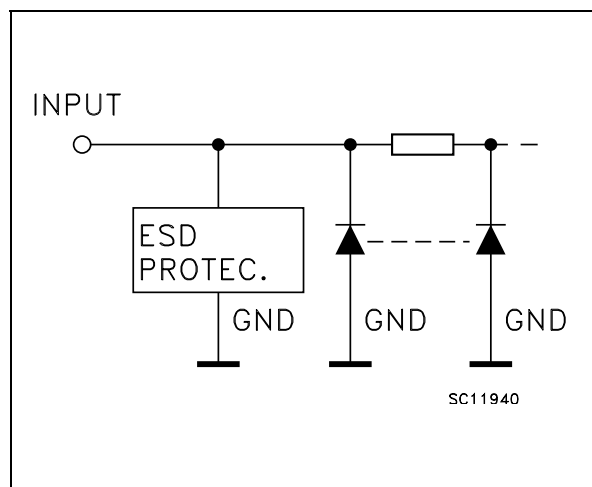 INPUT
ESD
PROTEC.
GND
GND
GND
SC11940